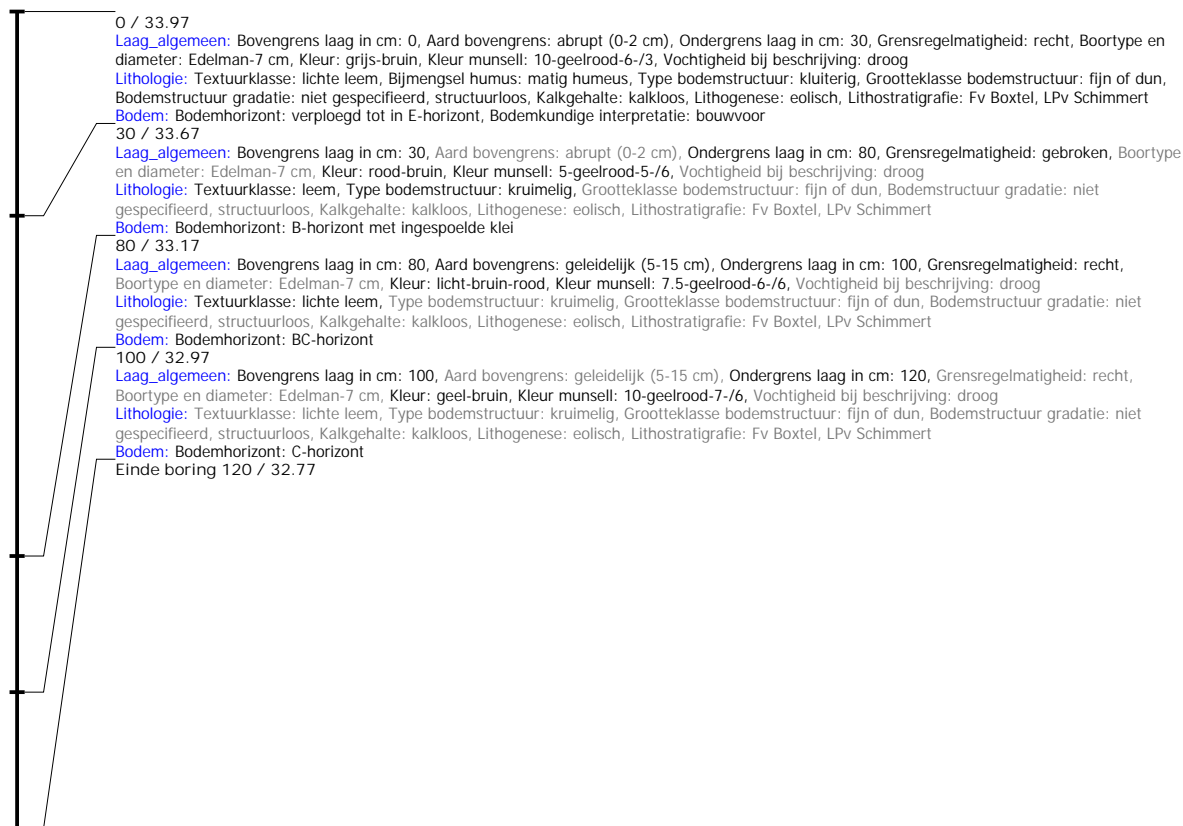 0 / 33.97
Laag_algemeen: Bovengrens laag in cm: 0, Aard bovengrens: abrupt (0-2 cm), Ondergrens laag in cm: 30, Grensregelmatigheid: recht, Boortype en
diameter: Edelman-7 cm, Kleur: grijs-bruin, Kleur munsell: 10-geelrood-6-/3, Vochtigheid bij beschrijving: droog
Lithologie: Textuurklasse: lichte leem, Bijmengsel humus: matig humeus, Type bodemstructuur: kluiterig, Grootteklasse bodemstructuur: fijn of dun,
Bodemstructuur gradatie: niet gespecifieerd, structuurloos, Kalkgehalte: kalkloos, Lithogenese: eolisch, Lithostratigrafie: Fv Boxtel, LPv Schimmert
Bodem: Bodemhorizont: verploegd tot in E-horizont, Bodemkundige interpretatie: bouwvoor
30 / 33.67
Laag_algemeen: Bovengrens laag in cm: 30, Aard bovengrens: abrupt (0-2 cm), Ondergrens laag in cm: 80, Grensregelmatigheid: gebroken, Boortype
en diameter: Edelman-7 cm, Kleur: rood-bruin, Kleur munsell: 5-geelrood-5-/6, Vochtigheid bij beschrijving: droog
Lithologie: Textuurklasse: leem, Type bodemstructuur: kruimelig, Grootteklasse bodemstructuur: fijn of dun, Bodemstructuur gradatie: niet
gespecifieerd, structuurloos, Kalkgehalte: kalkloos, Lithogenese: eolisch, Lithostratigrafie: Fv Boxtel, LPv Schimmert
Bodem: Bodemhorizont: B-horizont met ingespoelde klei
80 / 33.17
Laag_algemeen: Bovengrens laag in cm: 80, Aard bovengrens: geleidelijk (5-15 cm), Ondergrens laag in cm: 100, Grensregelmatigheid: recht,
Boortype en diameter: Edelman-7 cm, Kleur: licht-bruin-rood, Kleur munsell: 7.5-geelrood-6-/6, Vochtigheid bij beschrijving: droog
Lithologie: Textuurklasse: lichte leem, Type bodemstructuur: kruimelig, Grootteklasse bodemstructuur: fijn of dun, Bodemstructuur gradatie: niet
gespecifieerd, structuurloos, Kalkgehalte: kalkloos, Lithogenese: eolisch, Lithostratigrafie: Fv Boxtel, LPv Schimmert
Bodem: Bodemhorizont: BC-horizont
100 / 32.97
Laag_algemeen: Bovengrens laag in cm: 100, Aard bovengrens: geleidelijk (5-15 cm), Ondergrens laag in cm: 120, Grensregelmatigheid: recht,
Boortype en diameter: Edelman-7 cm, Kleur: geel-bruin, Kleur munsell: 10-geelrood-7-/6, Vochtigheid bij beschrijving: droog
Lithologie: Textuurklasse: lichte leem, Type bodemstructuur: kruimelig, Grootteklasse bodemstructuur: fijn of dun, Bodemstructuur gradatie: niet
gespecifieerd, structuurloos, Kalkgehalte: kalkloos, Lithogenese: eolisch, Lithostratigrafie: Fv Boxtel, LPv Schimmert
Bodem: Bodemhorizont: C-horizont
Einde boring 120 / 32.77